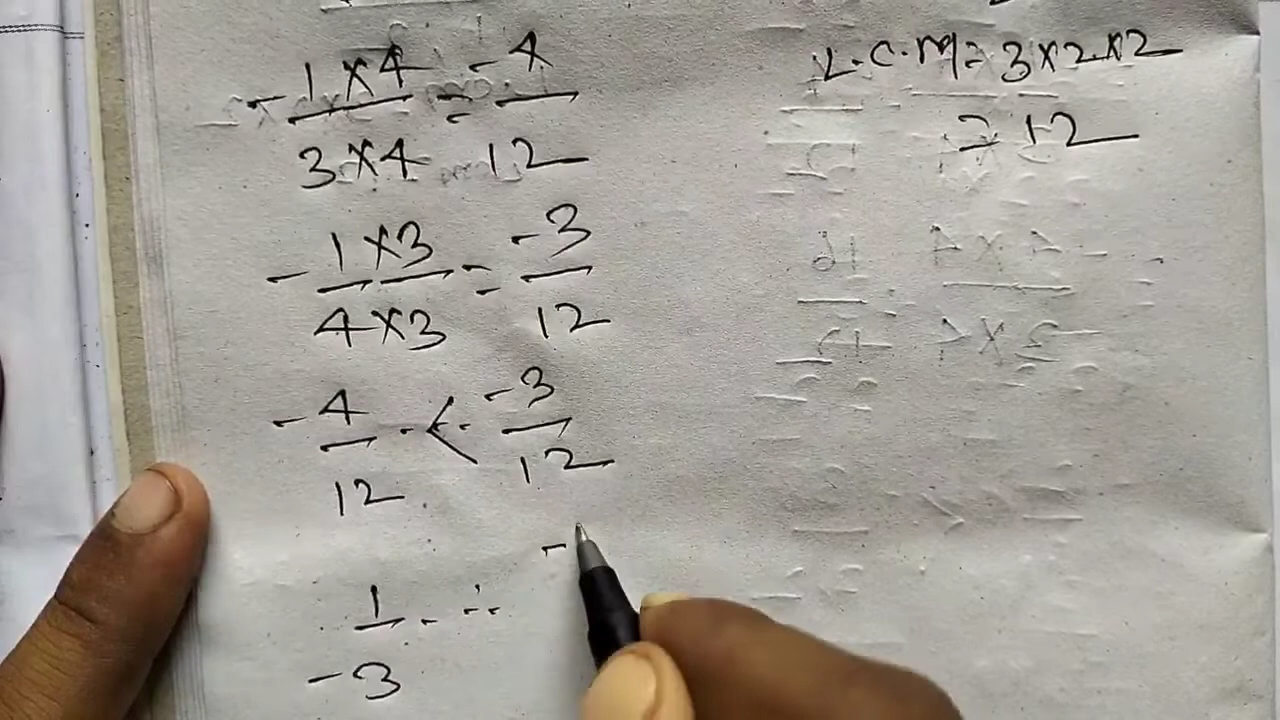 -1×4/3×4 = -4/12
L.C.M = 3×2×2
= 12
-1×3/4×3 = -3/12
-4/12 < -3/12
1/-3 ∴ -